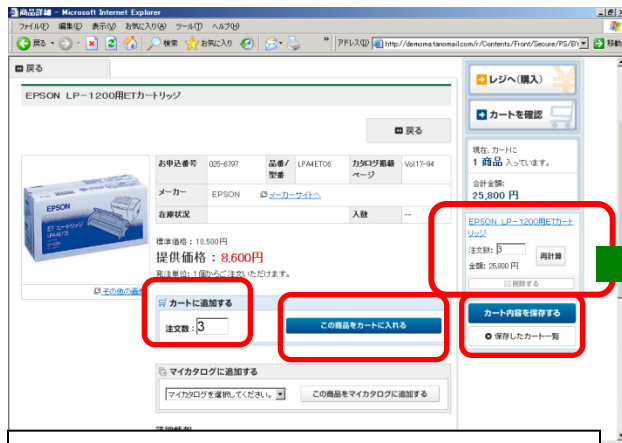 商品詳細 - Microsoft Internet Explorer
ファイル(F) 編集(E) 表示(V) お気に入り(A) ツール(T) ヘルプ(H)
戻る 検索 お気に入り » アドレス(D) http://demoma.tanomail.com/r/Contents/Front/Secure/PS/ 移動
戻る
EPSON LP-1200用ETカートリッジ
戻る
お申込番号 025-6797 品番/型番 LPA4ETC6 カタログ掲載ページ Vol.17-94
メーカー EPSON メーカーサイトへ
在庫状況 入数 --
標準価格：10,500円
提供価格：8,600円
発注単位：1個からご注文いただけます。
EPSON
その他の画像
カートに追加する
注文数：3
この商品をカートに入れる
マイカタログに追加する
マイカタログを選択してください。
この商品をマイカタログに追加する
レジへ(購入)
カートを確認
現在、カートに
1 商品 入っています。
合計金額:
25,800 円
EPSON LP-1200用ETカート
リッジ
注文数: 3
再計算
金額: 25,800 円
削除する
カート内容を保存する
保存したカート一覧